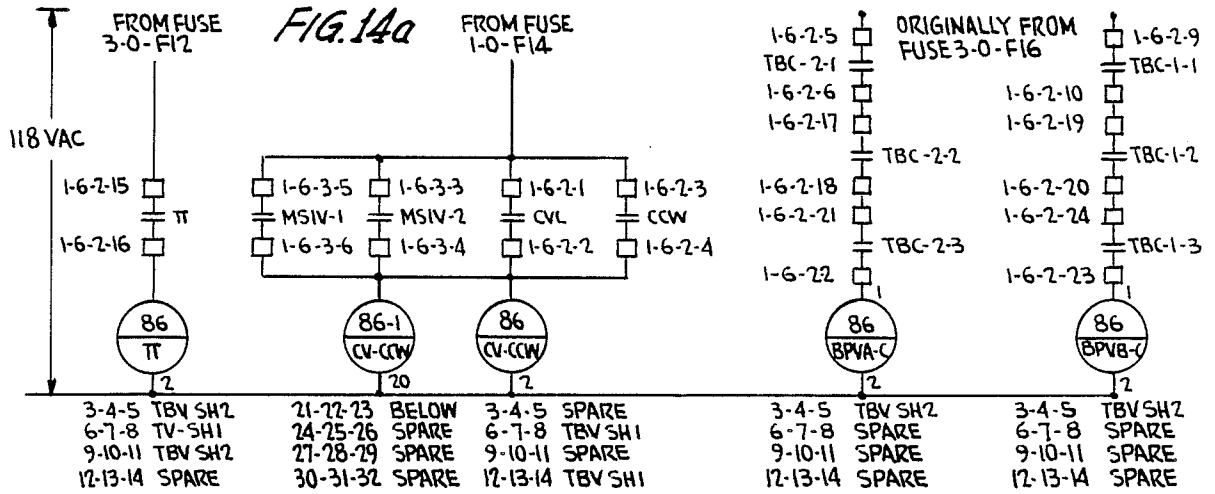 FROM FUSE
3-0-F12
FIG.14a
FROM FUSE
1-0-F14
ORIGINALLY FROM
FUSE 3-0-F16
118 VAC
1-6-2-15
TT
1-6-2-16
86
TT
2
1-6-3-5
MSIV-1
1-6-3-6
1-6-3-3
MSIV-2
1-6-3-4
1-6-2-1
CVL
1-6-2-2
1-6-2-3
CCW
1-6-2-4
86-1
CV-CCW
20
86
CV-CCW
2
1-6-2-5
TBC-2-1
1-6-2-6
1-6-2-17
TBC-2-2
1-6-2-18
1-6-2-21
TBC-2-3
1-6-22
1
86
BPVA-C
2
1-6-2-9
TBC-1-1
1-6-2-10
1-6-2-19
TBC-1-2
1-6-2-20
1-6-2-24
TBC-1-3
1-6-2-23
1
86
BPVB-C
2
3-4-5 TBV SH2
6-7-8 TV-SH1
9-10-11 TBV SH2
12-13-14 SPARE
21-22-23 BELOW
24-25-26 SPARE
27-28-29 SPARE
30-31-32 SPARE
3-4-5 SPARE
6-7-8 TBV SH1
9-10-11 SPARE
12-13-14 TBV SH1
3-4-5 TBV SH2
6-7-8 SPARE
9-10-11 SPARE
12-13-14 SPARE
3-4-5 TBV SH2
6-7-8 SPARE
9-10-11 SPARE
12-13-14 SPARE